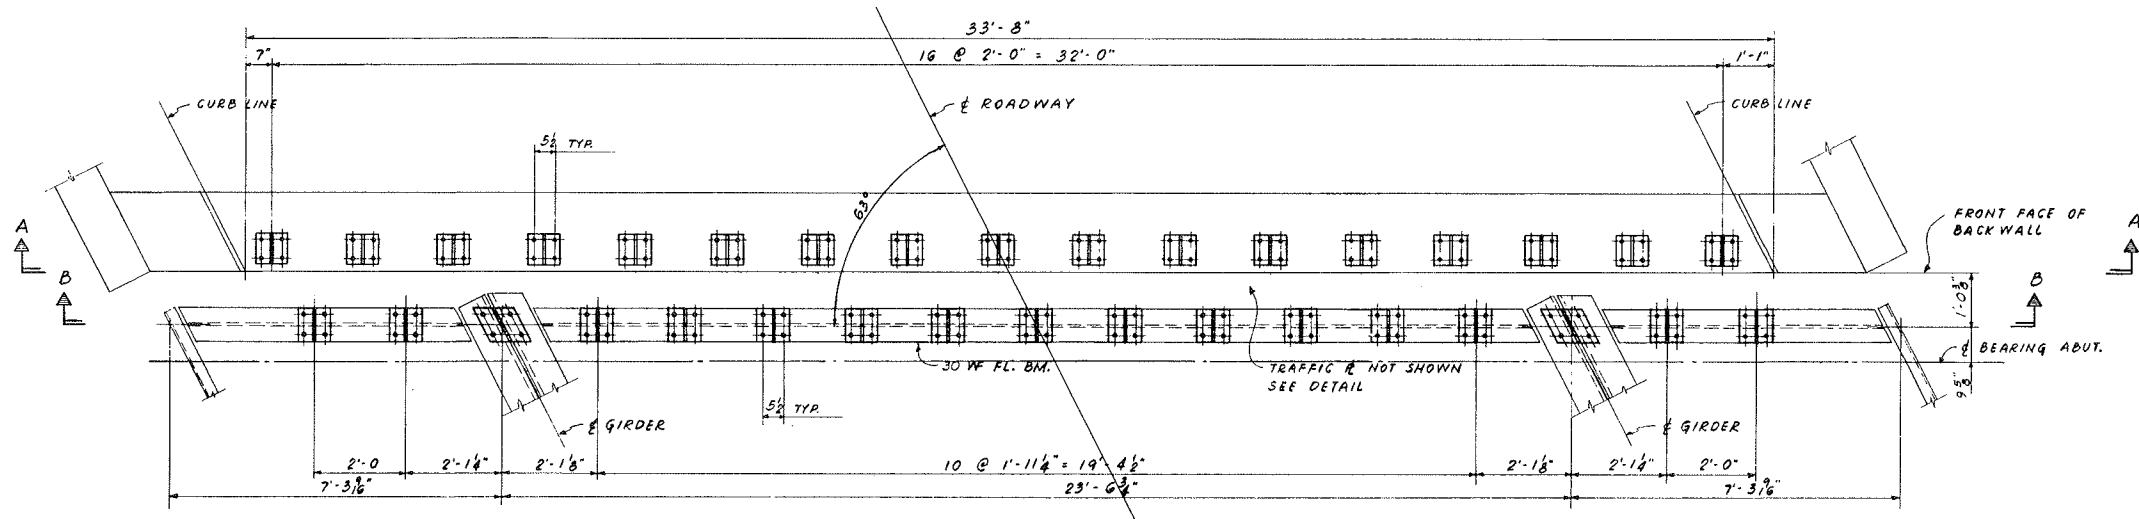 33'-8"
7"
16 @ 2'-0" = 32'-0"
1'-1"
CURB LINE
℄ ROADWAY
CURB LINE
5½ TYP.
63°
A
B
FRONT FACE OF
BACKWALL
A
B
1'-0⅜"
30 WF FL. BM.
TRAFFIC ℄ NOT SHOWN
SEE DETAIL
℄ BEARING ABUT.
9⅝"
5½ TYP.
℄ GIRDER
℄ GIRDER
2'-0
2'-1¼"
2'-1⅛"
10 @ 1'-11¼" = 19'-4½"
2'-1⅛"
2'-1¼"
2'-0"
7'-3 9/16"
23'-6¾"
7'-3 9/16"